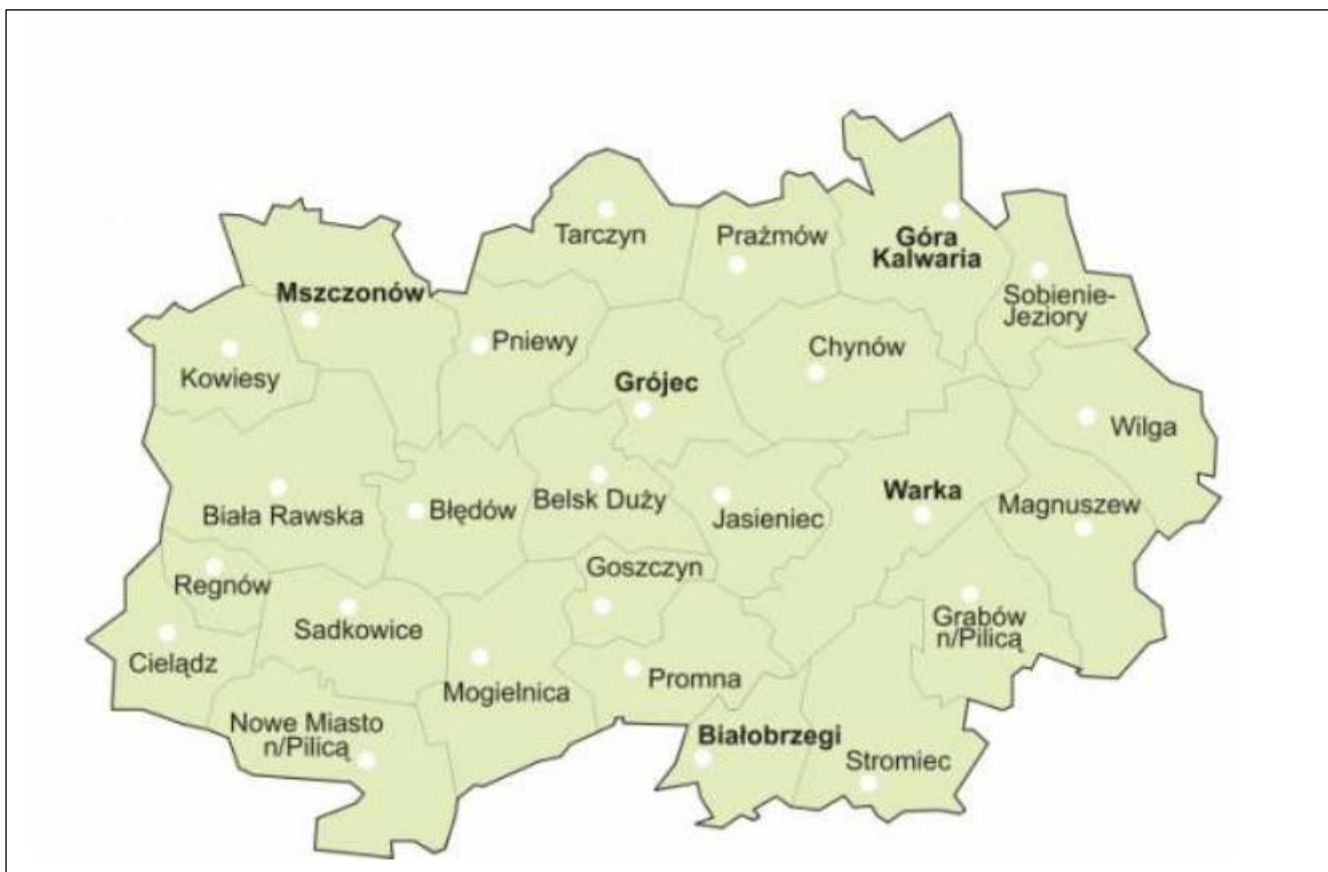 Tarczyn
Prażmów
Góra
Kalwaria
Mszczonów
Sobienie-
Jeziory
Pniewy
Chynów
Kowiesy
Grójec
Wilga
Biała Rawska
Błędów
Belsk Duży
Jasieniec
Warka
Magnuszew
Regnów
Goszczyn
Sadkowice
Grabów
n/Pilicą
Cielądz
Mogielnica
Promna
Nowe Miasto
n/Pilicą
Białobrzegi
Stromiec